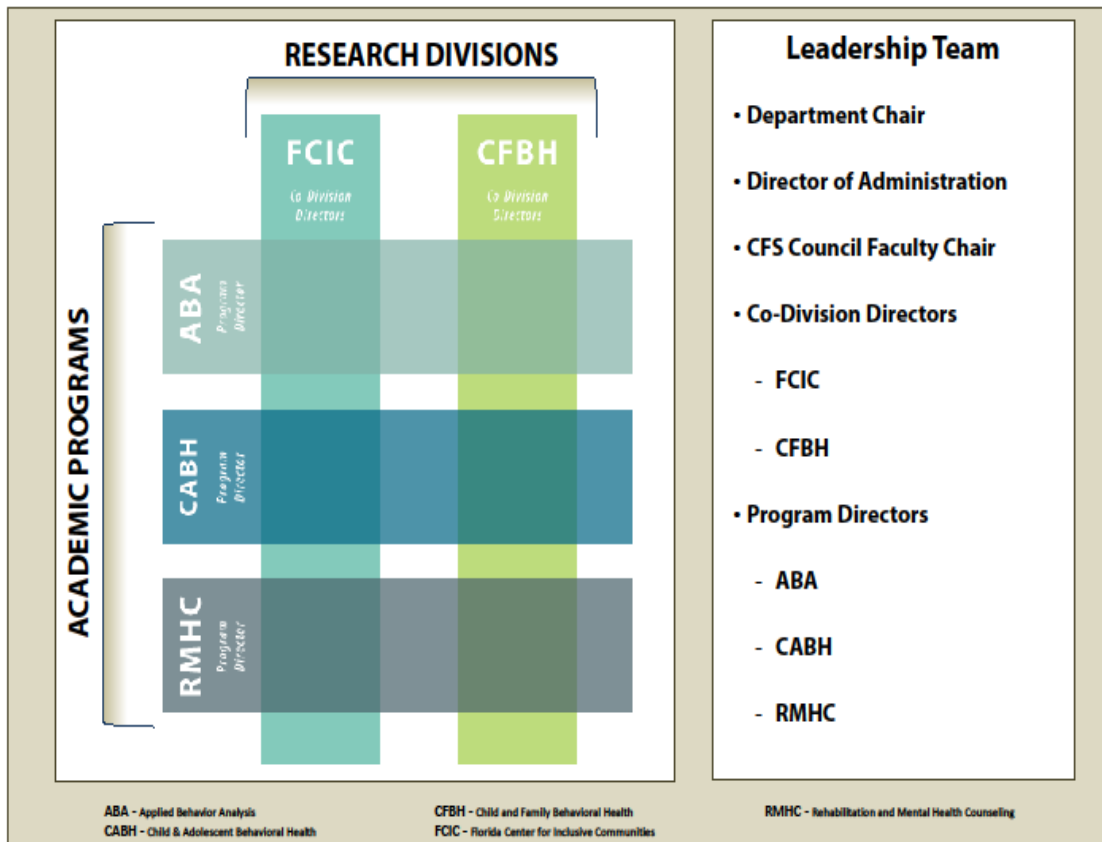 RESEARCH DIVISIONS
FCIC
Co Division
Directors
CFBH
Co Division
Directors
ACADEMIC PROGRAMS
ABA
Program
Director
CABH
Program
Director
RMHC
Program
Director
Leadership Team
• Department Chair
• Director of Administration
• CFS Council Faculty Chair
• Co-Division Directors
- FCIC
- CFBH
• Program Directors
- ABA
- CABH
- RMHC
ABA - Applied Behavior Analysis
CABH - Child & Adolescent Behavioral Health
CFBH - Child and Family Behavioral Health
FCIC - Florida Center for Inclusive Communities
RMHC - Rehabilitation and Mental Health Counseling